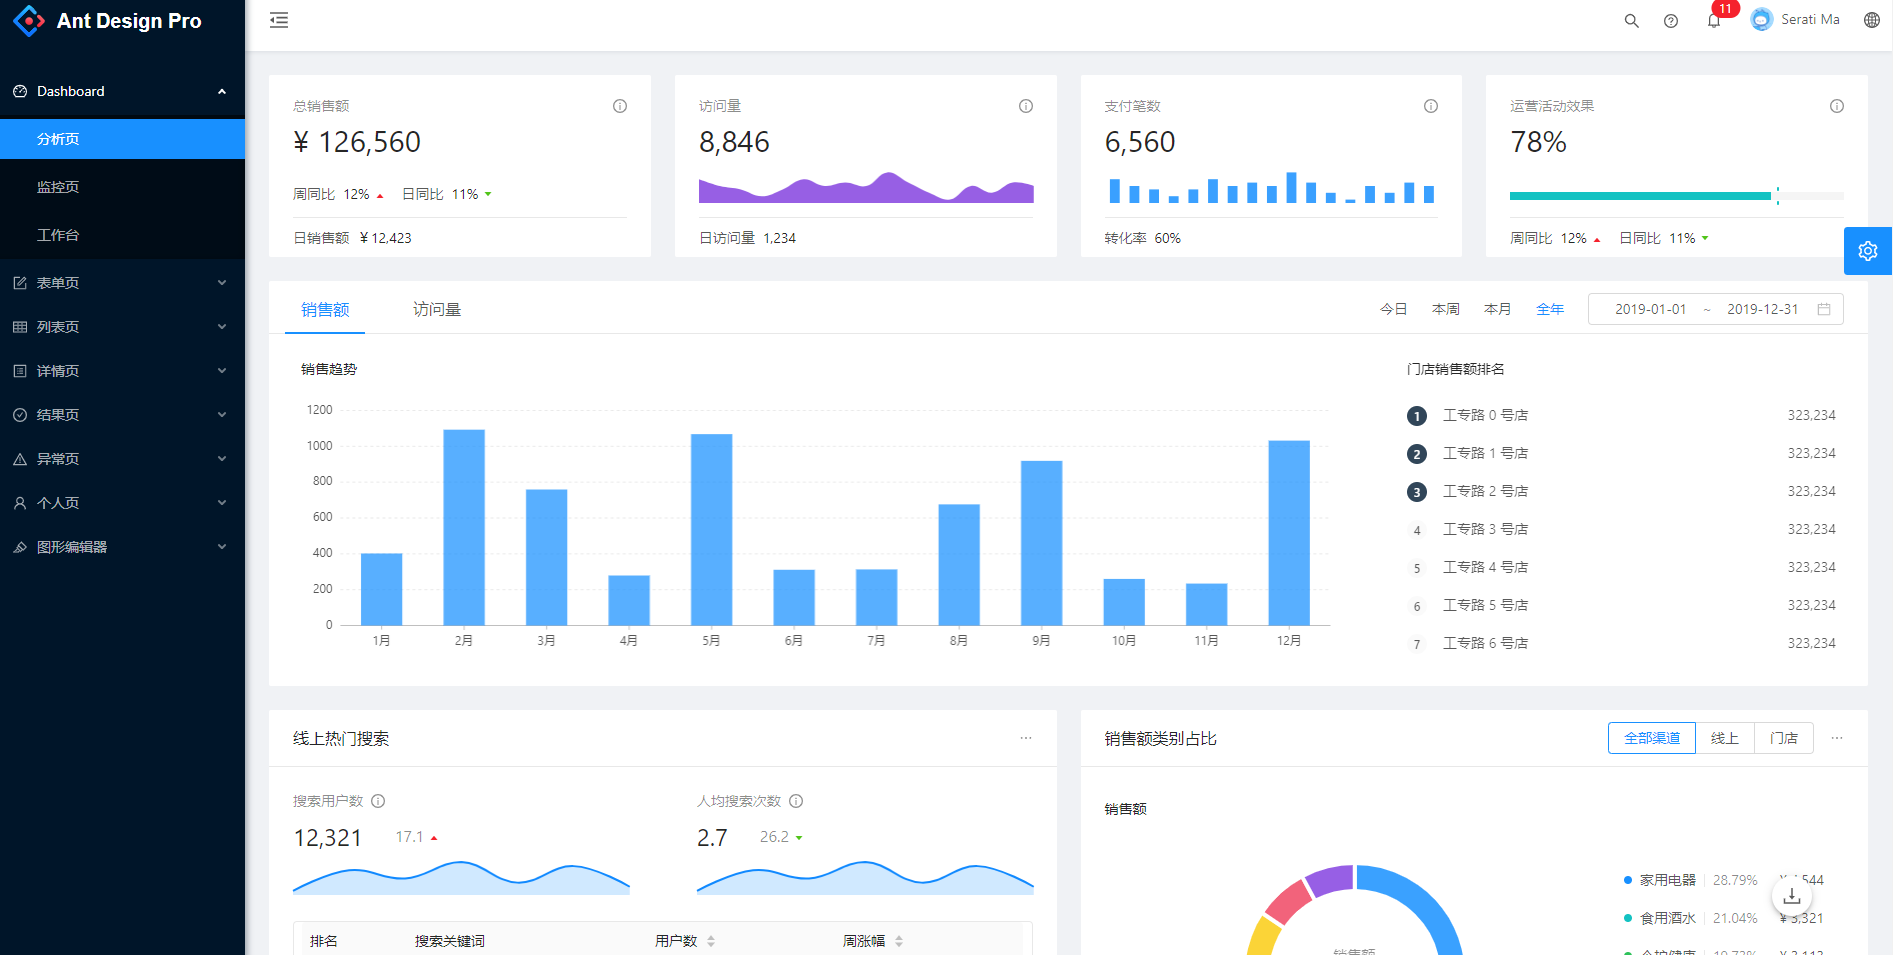 Ant Design Pro
11
Serati Ma
Dashboard
分析页
监控页
工作台
表单页
列表页
详情页
结果页
异常页
个人页
图形编辑器
总销售额
¥ 126,560
周同比 12% 日同比 11%
日销售额 ¥ 12,423
访问量
8,846
日访问量 1,234
支付笔数
6,560
转化率 60%
运营活动效果
78%
周同比 12% 日同比 11%
销售额 访问量
今日 本周 本月 全年 2019-01-01 ~ 2019-12-31
销售趋势
1200
1000
800
600
400
200
0
1月 2月 3月 4月 5月 6月 7月 8月 9月 10月 11月 12月
门店销售额排名
1 工专路 0 号店 323,234
2 工专路 1 号店 323,234
3 工专路 2 号店 323,234
4 工专路 3 号店 323,234
5 工专路 4 号店 323,234
6 工专路 5 号店 323,234
7 工专路 6 号店 323,234
线上热门搜索
搜索用户数
12,321 17.1
人均搜索次数
2.7 26.2
排名 搜索关键词 用户数 周涨幅
销售额类别占比
全部渠道 线上 门店
销售额
家用电器 28.79%
食用酒水 21.04% ¥ 3,321
销售额